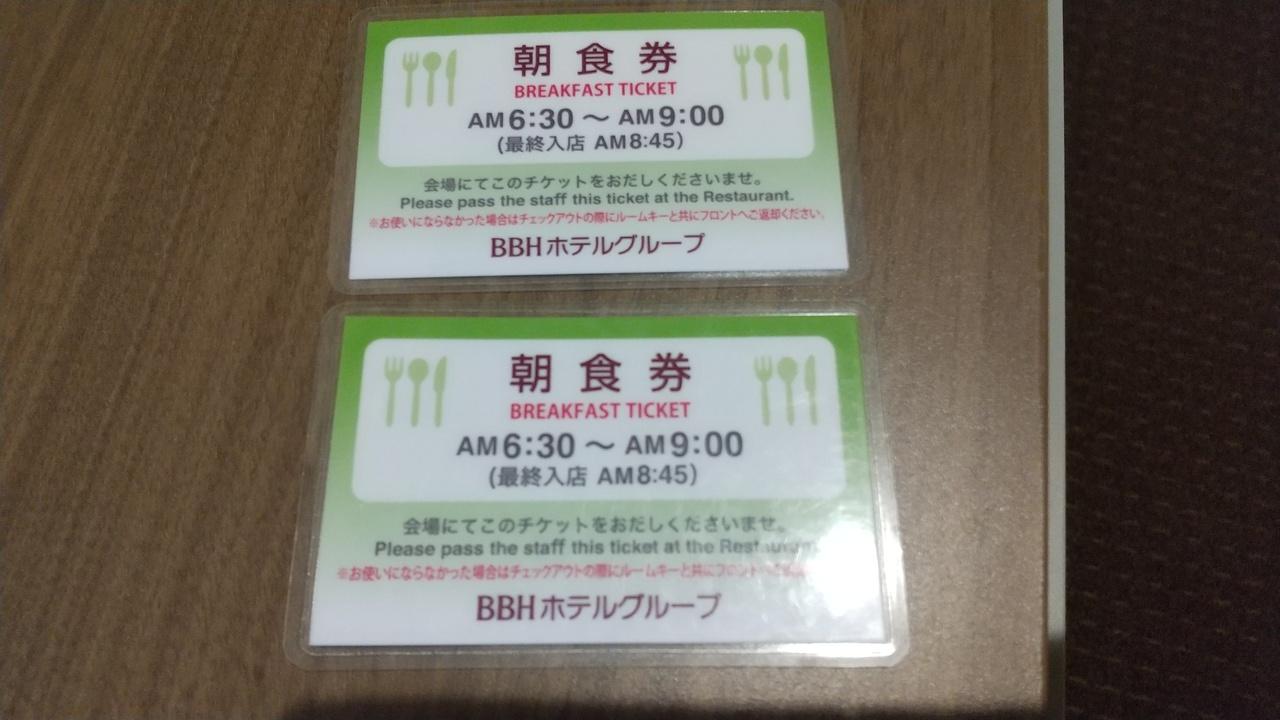 朝食券
BREAKFAST TICKET
AM6:30 ～ AM9:00
(最終入店 AM8:45)
会場にてこのチケットをおだしくださいませ。
Please pass the staff this ticket at the Restaurant.
※お使いにならなかった場合はチェックアウトの際にルームキーと共にフロントへご返却ください。
BBHホテルグループ
朝食券
BREAKFAST TICKET
AM6:30 ～ AM9:00
(最終入店 AM8:45)
会場にてこのチケットをおだしくださいませ。
Please pass the staff this ticket at the Restaurant
※お使いにならなかった場合はチェックアウトの際にルームキーと共にフロントへ
BBHホテルグループ